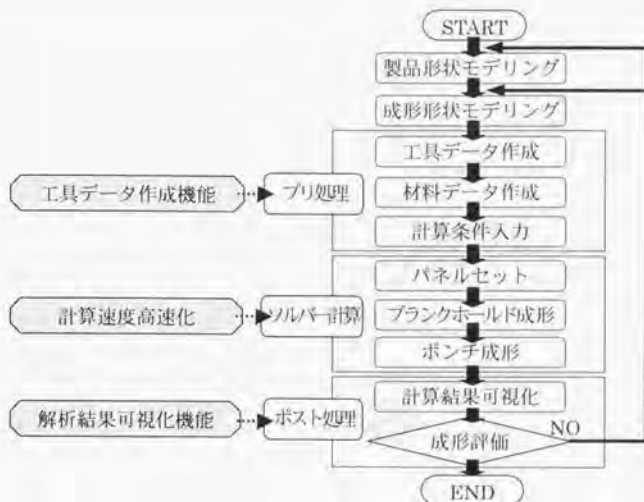 START
製品形状モデリング
成形形状モデリング
工具データ作成
工具データ作成機能
プリ処理
材料データ作成
計算条件入力
パネルセット
計算速度高速化
ソルバー計算
ブランクホールド成形
ポンチ成形
計算結果可視化
解析結果可視化機能
ポスト処理
成形評価
NO
END